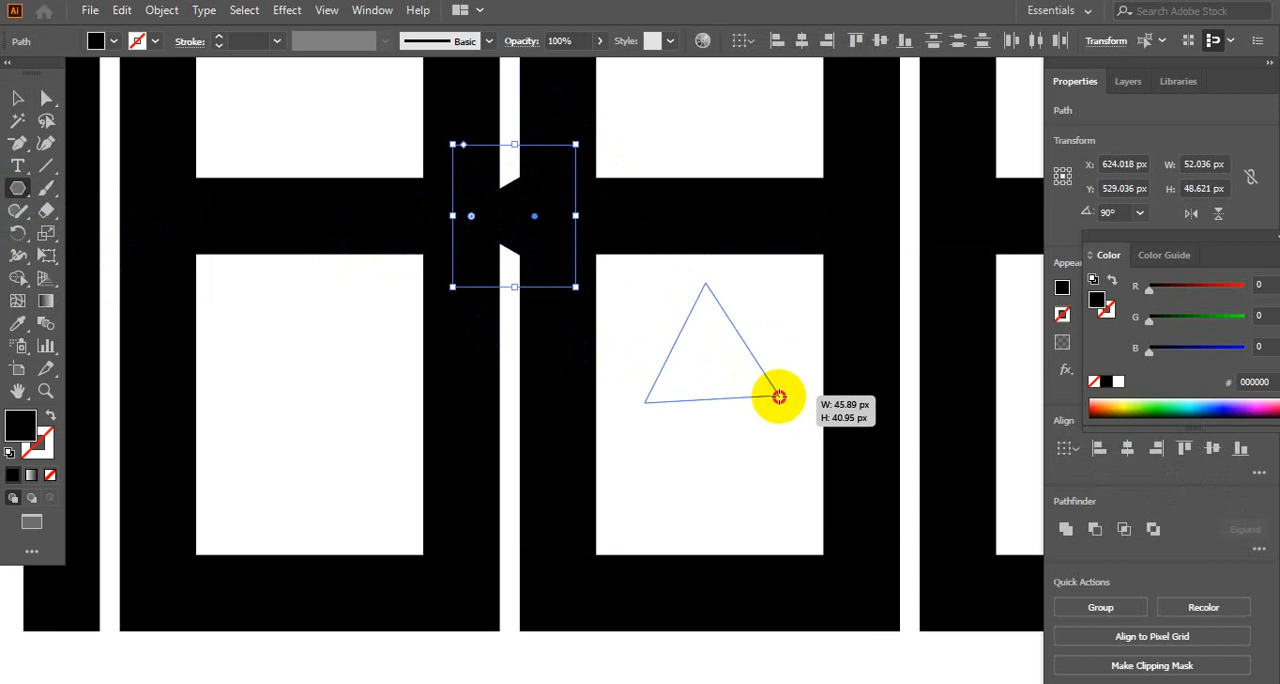 Ai File Edit Object Type Select Effect View Window Help Essentials Search Adobe Stock
Path Stroke: Basic Opacity: 100% Style: Transform
Properties Layers Libraries
Path
Transform
X: 624.018 px W: 52.036 px
Y: 529.036 px H: 48.621 px
90°
Appea
Color Color Guide
R 0
G 0
B 0
# 000000
fx.
W: 45.89 px
H: 40.95 px
Align
Pathfinder
Expand
Quick Actions
Group Recolor
Align to Pixel Grid
Make Clipping Mask